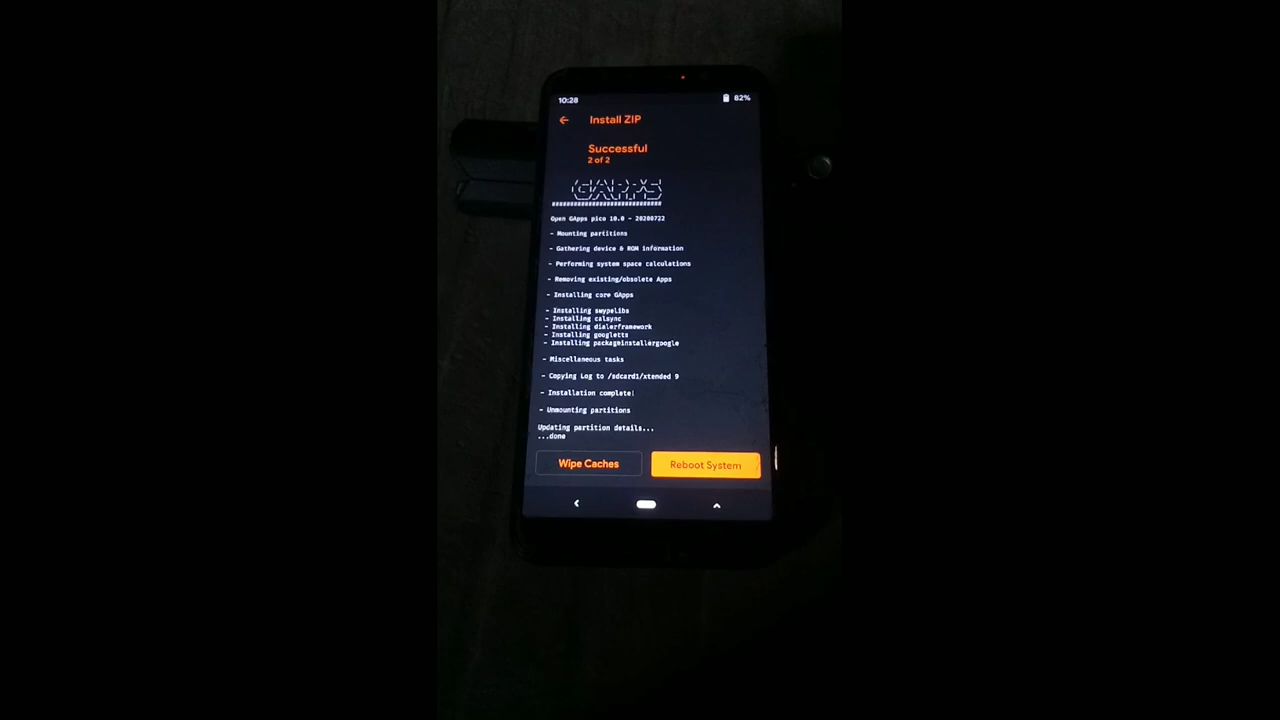 10:28
82%
Install ZIP
Successful
2 of 2
GAPPS
##############################
Open GApps pico 10.0 - 20200722
- Mounting partitions
- Gathering device & ROM information
- Performing system space calculations
- Removing existing/obsolete Apps
- Installing core GApps
- Installing swypelibs
- Installing calsync
- Installing dialerframework
- Installing googletts
- Installing packageinstallergoogle
- Miscellaneous tasks
- Copying Log to /sdcard1/xtended 9
- Installation complete!
- Unmounting partitions
Updating partition details...
...done
Wipe Caches
Reboot System